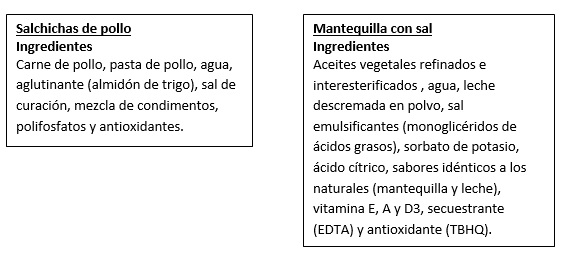 Salchichas de pollo
Ingredientes
Carne de pollo, pasta de pollo, agua,
aglutinante (almidón de trigo), sal de
curación, mezcla de condimentos,
polifosfatos y antioxidantes.
Mantequilla con sal
Ingredientes
Aceites vegetales refinados e
interesterificados , agua, leche
descremada en polvo, sal
emulsificantes (monoglicéridos de
ácidos grasos), sorbato de potasio,
ácido cítrico, sabores idénticos a los
naturales (mantequilla y leche),
vitamina E, A y D3, secuestrante
(EDTA) y antioxidante (TBHQ).